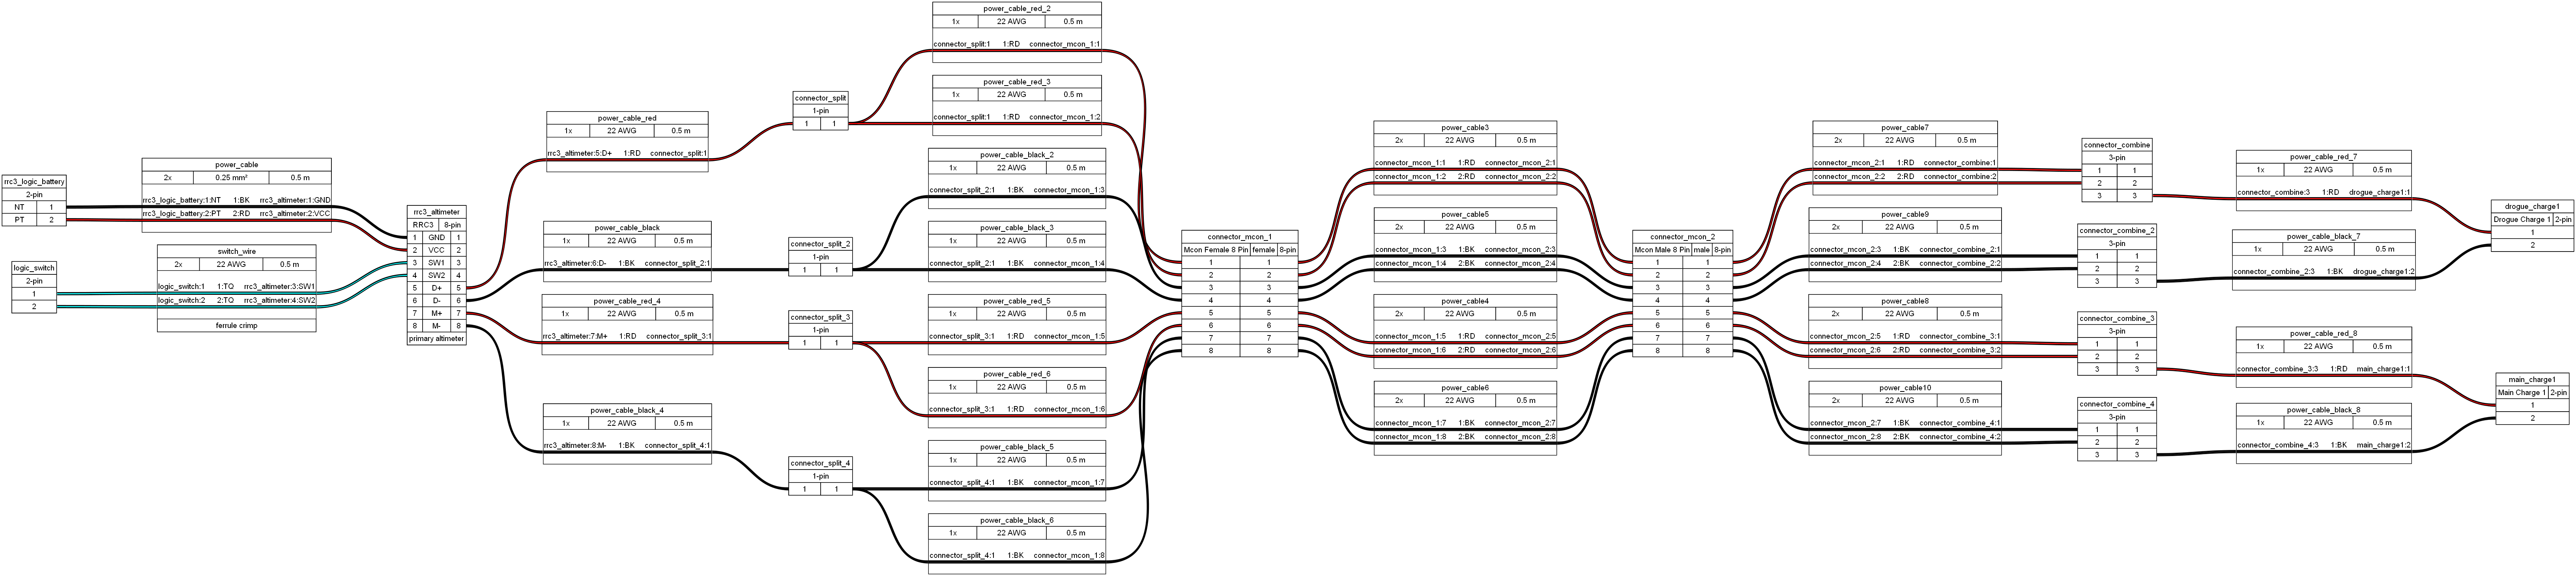 rrc3_logic_battery
2-pin
NT 1
PT 2
logic_switch
2-pin
1
2
power_cable
2x 0.25 mm² 0.5 m
rrc3_logic_battery:1:NT 1:BK rrc3_altimeter:1:GND
rrc3_logic_battery:2:PT 2:RD rrc3_altimeter:2:VCC
switch_wire
2x 22 AWG 0.5 m
logic_switch:1 1:TQ rrc3_altimeter:3:SW1
logic_switch:2 2:TQ rrc3_altimeter:4:SW2
ferrule crimp
rrc3_altimeter
RRC3 8-pin
1 GND 1
2 VCC 2
3 SW1 3
4 SW2 4
5 D+ 5
6 D- 6
7 M+ 7
8 M- 8
primary altimeter
power_cable_red
1x 22 AWG 0.5 m
rrc3_altimeter:5:D+ 1:RD connector_split:1
power_cable_black
1x 22 AWG 0.5 m
rrc3_altimeter:6:D- 1:BK connector_split_2:1
power_cable_red_4
1x 22 AWG 0.5 m
rrc3_altimeter:7:M+ 1:RD connector_split_3:1
power_cable_black_4
1x 22 AWG 0.5 m
rrc3_altimeter:8:M- 1:BK connector_split_4:1
connector_split
1-pin
1 1
connector_split_2
1-pin
1 1
connector_split_3
1-pin
1 1
connector_split_4
1-pin
1 1
power_cable_red_2
1x 22 AWG 0.5 m
connector_split:1 1:RD connector_mcon_1:1
power_cable_red_3
1x 22 AWG 0.5 m
connector_split:1 1:RD connector_mcon_1:2
power_cable_black_2
1x 22 AWG 0.5 m
connector_split_2:1 1:BK connector_mcon_1:3
power_cable_black_3
1x 22 AWG 0.5 m
connector_split_2:1 1:BK connector_mcon_1:4
power_cable_red_5
1x 22 AWG 0.5 m
connector_split_3:1 1:RD connector_mcon_1:5
power_cable_red_6
1x 22 AWG 0.5 m
connector_split_3:1 1:RD connector_mcon_1:6
power_cable_black_5
1x 22 AWG 0.5 m
connector_split_4:1 1:BK connector_mcon_1:7
power_cable_black_6
1x 22 AWG 0.5 m
connector_split_4:1 1:BK connector_mcon_1:8
connector_mcon_1
Mcon Female 8 Pin female 8-pin
1 1
2 2
3 3
4 4
5 5
6 6
7 7
8 8
power_cable3
2x 22 AWG 0.5 m
connector_mcon_1:1 1:RD connector_mcon_2:1
connector_mcon_1:2 2:RD connector_mcon_2:2
power_cable5
2x 22 AWG 0.5 m
connector_mcon_1:3 1:BK connector_mcon_2:3
connector_mcon_1:4 2:BK connector_mcon_2:4
power_cable4
2x 22 AWG 0.5 m
connector_mcon_1:5 1:RD connector_mcon_2:5
connector_mcon_1:6 2:RD connector_mcon_2:6
power_cable6
2x 22 AWG 0.5 m
connector_mcon_1:7 1:BK connector_mcon_2:7
connector_mcon_1:8 2:BK connector_mcon_2:8
connector_mcon_2
Mcon Male 8 Pin male 8-pin
1 1
2 2
3 3
4 4
5 5
6 6
7 7
8 8
power_cable7
2x 22 AWG 0.5 m
connector_mcon_2:1 1:RD connector_combine:1
connector_mcon_2:2 2:RD connector_combine:2
power_cable9
2x 22 AWG 0.5 m
connector_mcon_2:3 1:BK connector_combine_2:1
connector_mcon_2:4 2:BK connector_combine_2:2
power_cable8
2x 22 AWG 0.5 m
connector_mcon_2:5 1:RD connector_combine_3:1
connector_mcon_2:6 2:RD connector_combine_3:2
power_cable10
2x 22 AWG 0.5 m
connector_mcon_2:7 1:BK connector_combine_4:1
connector_mcon_2:8 2:BK connector_combine_4:2
connector_combine
3-pin
1 1
2 2
3 3
connector_combine_2
3-pin
1 1
2 2
3 3
connector_combine_3
3-pin
1 1
2 2
3 3
connector_combine_4
3-pin
1 1
2 2
3 3
power_cable_red_7
1x 22 AWG 0.5 m
connector_combine:3 1:RD drogue_charge1:1
power_cable_black_7
1x 22 AWG 0.5 m
connector_combine_2:3 1:BK drogue_charge1:2
power_cable_red_8
1x 22 AWG 0.5 m
connector_combine_3:3 1:RD main_charge1:1
power_cable_black_8
1x 22 AWG 0.5 m
connector_combine_4:3 1:BK main_charge1:2
drogue_charge1
Drogue Charge 1 2-pin
1
2
main_charge1
Main Charge 1 2-pin
1
2